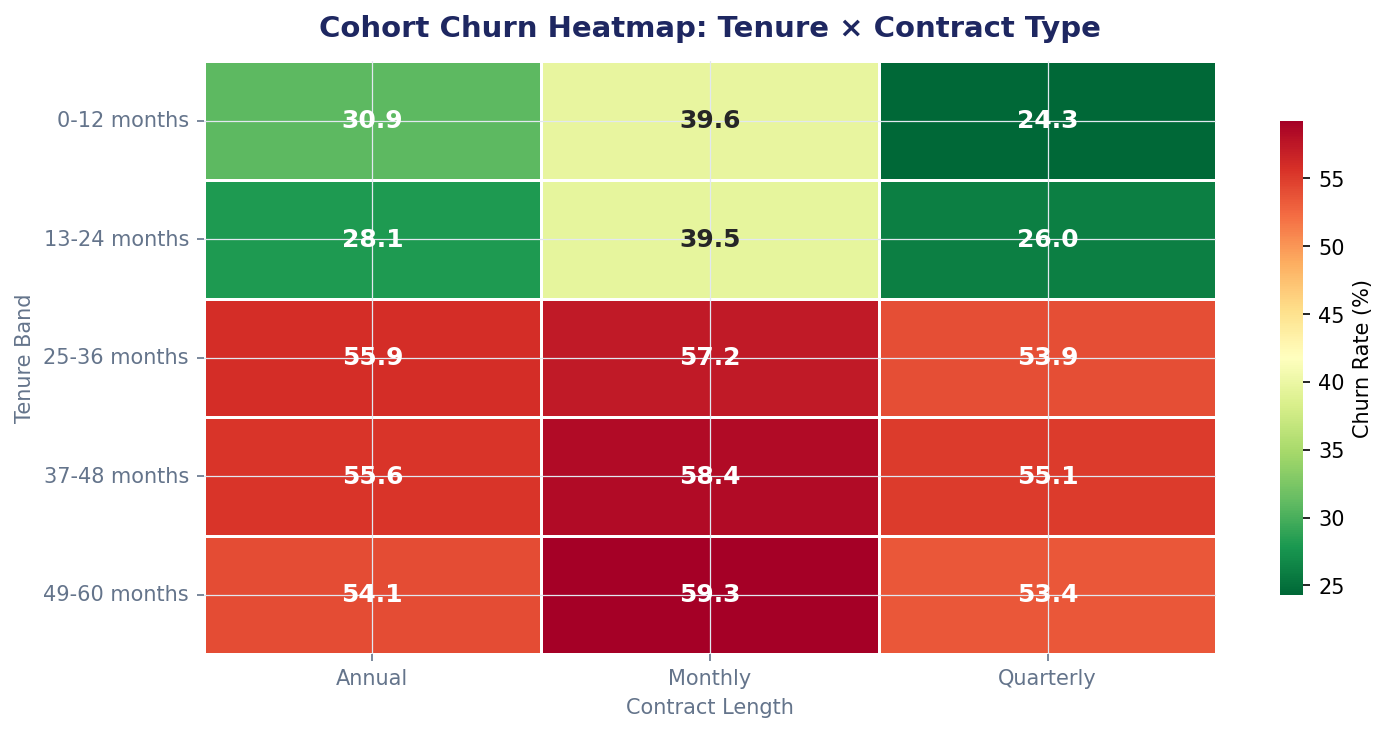 Cohort Churn Heatmap: Tenure × Contract Type
0-12 months 30.9 39.6 24.3
13-24 months 28.1 39.5 26.0
25-36 months 55.9 57.2 53.9
37-48 months 55.6 58.4 55.1
49-60 months 54.1 59.3 53.4
Tenure Band
Annual Monthly Quarterly
Contract Length
55
50
45
40
35
30
25
Churn Rate (%)